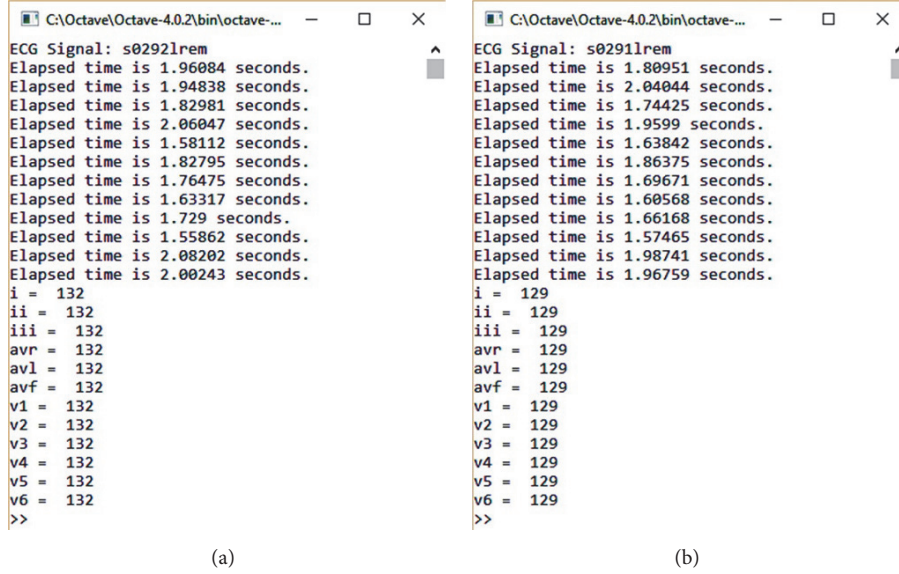 C:\Octave\Octave-4.0.2\bin\octave-...
ECG Signal: s0292lrem
Elapsed time is 1.96084 seconds.
Elapsed time is 1.94838 seconds.
Elapsed time is 1.82981 seconds.
Elapsed time is 2.06047 seconds.
Elapsed time is 1.58112 seconds.
Elapsed time is 1.82795 seconds.
Elapsed time is 1.76475 seconds.
Elapsed time is 1.63317 seconds.
Elapsed time is 1.729 seconds.
Elapsed time is 1.55862 seconds.
Elapsed time is 2.08202 seconds.
Elapsed time is 2.00243 seconds.
i =  132
ii =  132
iii =  132
avr =  132
avl =  132
avf =  132
v1 =  132
v2 =  132
v3 =  132
v4 =  132
v5 =  132
v6 =  132
>>
(a)
C:\Octave\Octave-4.0.2\bin\octave-...
ECG Signal: s0291lrem
Elapsed time is 1.80951 seconds.
Elapsed time is 2.04044 seconds.
Elapsed time is 1.74425 seconds.
Elapsed time is 1.9599 seconds.
Elapsed time is 1.63842 seconds.
Elapsed time is 1.86375 seconds.
Elapsed time is 1.69671 seconds.
Elapsed time is 1.60568 seconds.
Elapsed time is 1.66168 seconds.
Elapsed time is 1.57465 seconds.
Elapsed time is 1.98741 seconds.
Elapsed time is 1.96759 seconds.
i =  129
ii =  129
iii =  129
avr =  129
avl =  129
avf =  129
v1 =  129
v2 =  129
v3 =  129
v4 =  129
v5 =  129
v6 =  129
>>
(b)